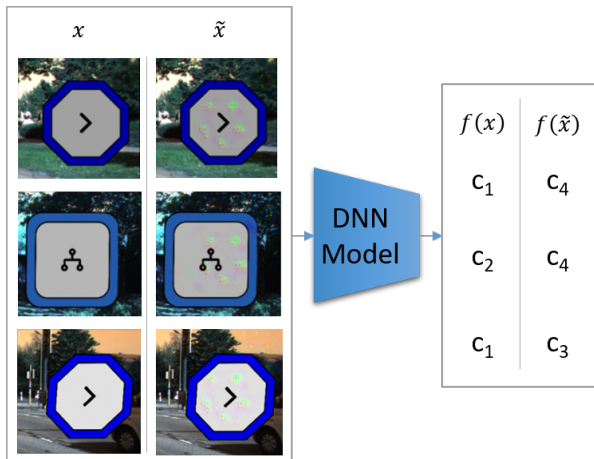 x x̃
DNN
Model
f(x) f(x̃)
c₁ c₄
c₂ c₄
c₁ c₃